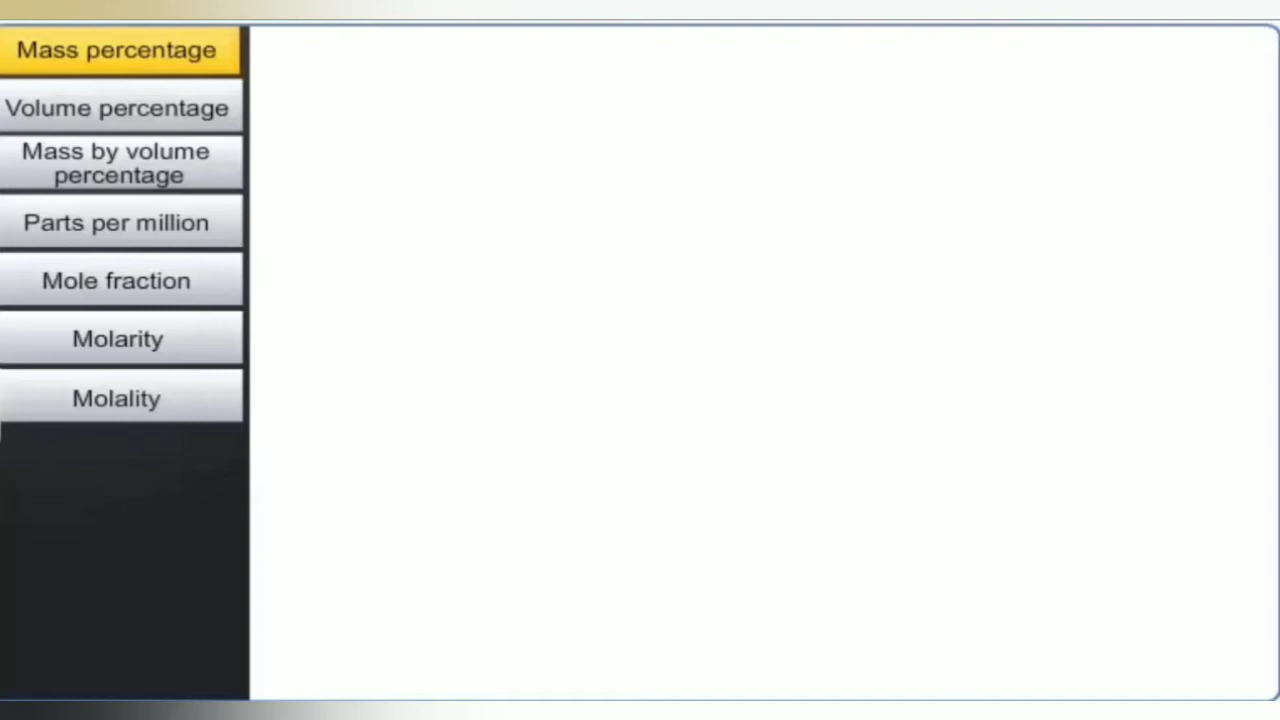 Mass percentage
Volume percentage
Mass by volume
percentage
Parts per million
Mole fraction
Molarity
Molality